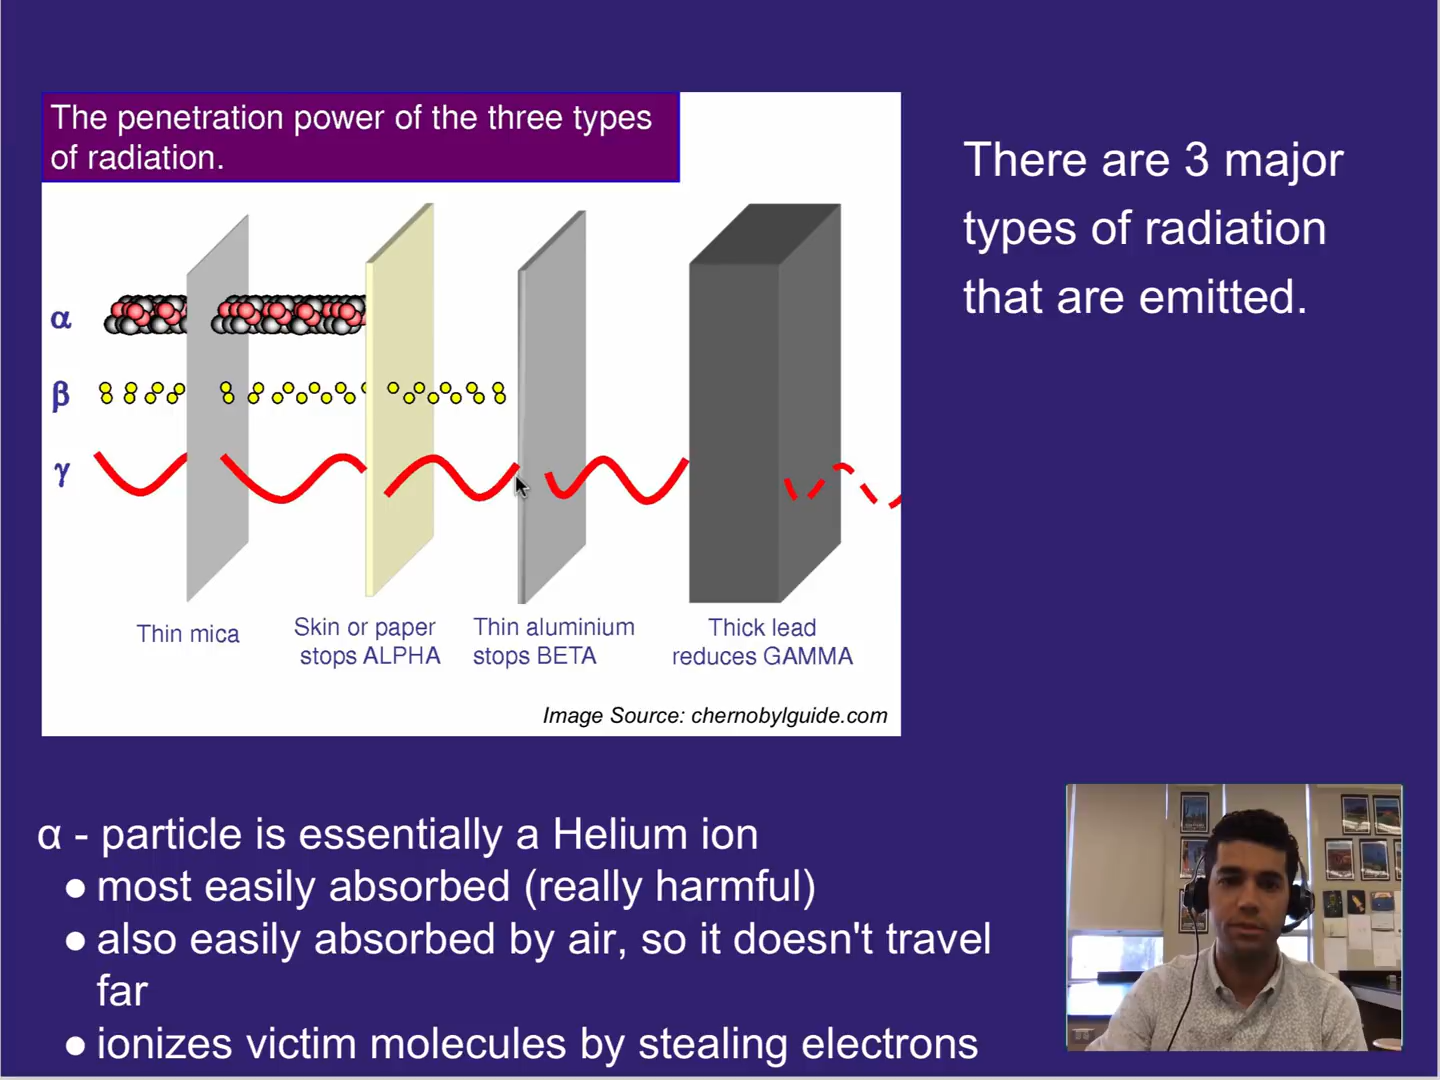 The penetration power of the three types
of radiation.
There are 3 major
types of radiation
that are emitted.
α
β
γ
Thin mica
Skin or paper
stops ALPHA
Thin aluminium
stops BETA
Thick lead
reduces GAMMA
Image Source: chernobylguide.com
α - particle is essentially a Helium ion
● most easily absorbed (really harmful)
● also easily absorbed by air, so it doesn't travel
far
● ionizes victim molecules by stealing electrons